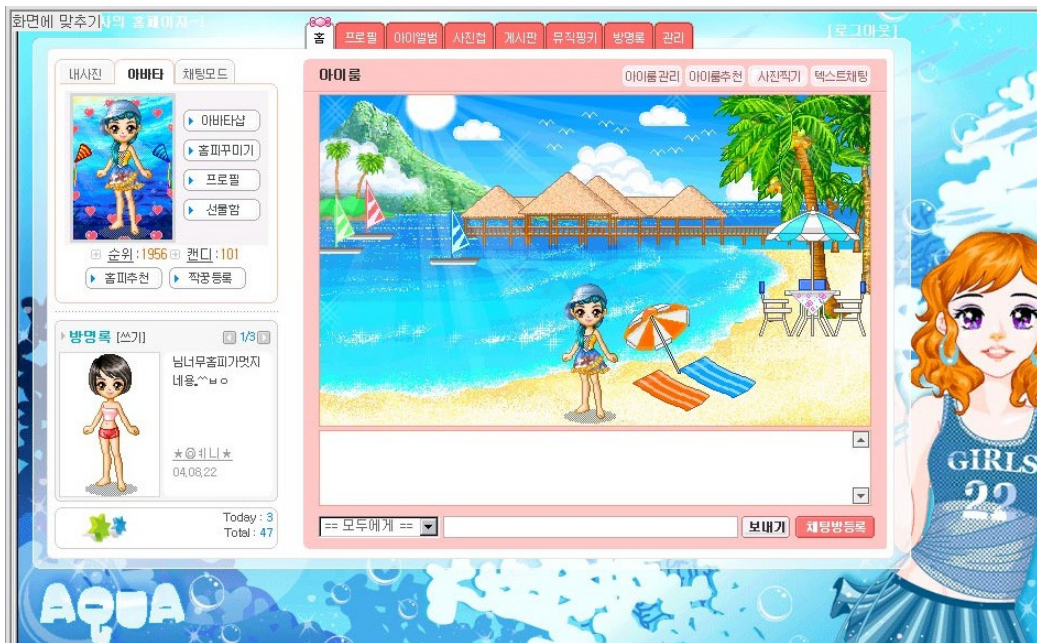 화면에 맞추기
의 홈페이지~!
[로그아웃]
홈
프로필
아이앨범
사진첩
게시판
뮤직핑키
방명록
관리
내사진
아바타
채팅모드
아바타샵
홈피꾸미기
프로필
선물함
순위:1956
캔디:101
홈피추천
짝꿍등록
방명록 [쓰기]
1/3
님너무홈피가멋지
네용.^^ㅂㅇ
04,08,22
Today : 3
Total : 47
아이룸
아이룸관리
아이룸추천
사진찍기
텍스트채팅
== 모두에게 ==
보내기
채팅방등록
GIRLS
22
AQUA